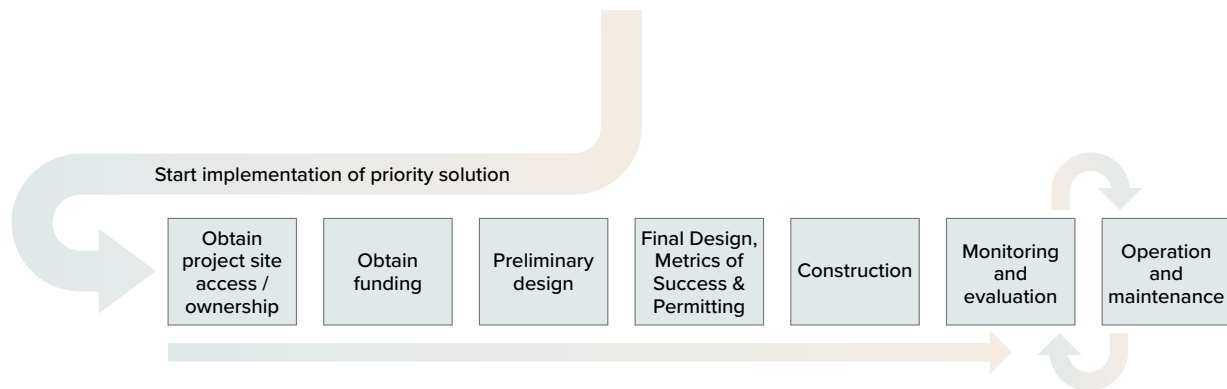 Start implementation of priority solution
Obtain
project site
access /
ownership
Obtain
funding
Preliminary
design
Final Design,
Metrics of
Success &
Permitting
Construction
Monitoring
and
evaluation
Operation
and
maintenance